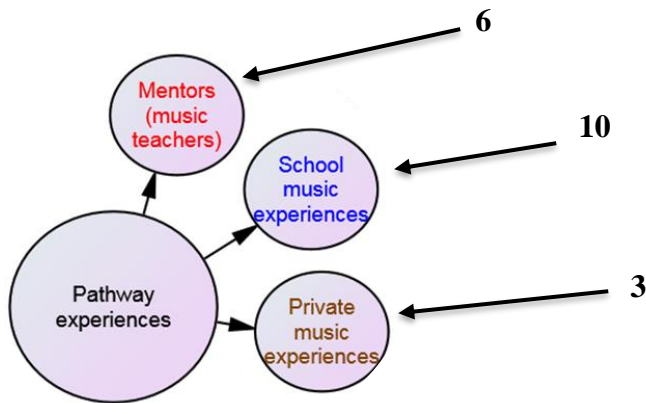 6
Mentors
(music
teachers)
10
School
music
experiences
Pathway
experiences
3
Private
music
experiences